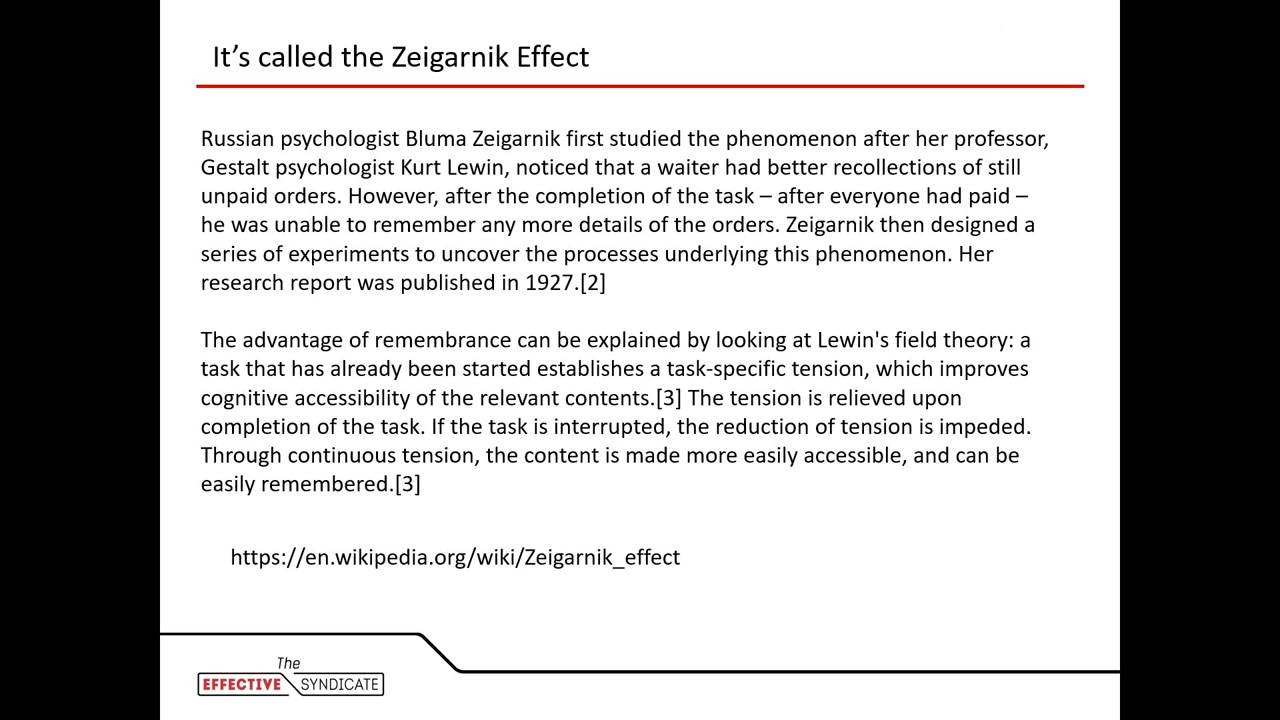 It’s called the Zeigarnik Effect
Russian psychologist Bluma Zeigarnik first studied the phenomenon after her professor,
Gestalt psychologist Kurt Lewin, noticed that a waiter had better recollections of still
unpaid orders. However, after the completion of the task – after everyone had paid –
he was unable to remember any more details of the orders. Zeigarnik then designed a
series of experiments to uncover the processes underlying this phenomenon. Her
research report was published in 1927.[2]
The advantage of remembrance can be explained by looking at Lewin's field theory: a
task that has already been started establishes a task-specific tension, which improves
cognitive accessibility of the relevant contents.[3] The tension is relieved upon
completion of the task. If the task is interrupted, the reduction of tension is impeded.
Through continuous tension, the content is made more easily accessible, and can be
easily remembered.[3]
https://en.wikipedia.org/wiki/Zeigarnik_effect
The
EFFECTIVE SYNDICATE